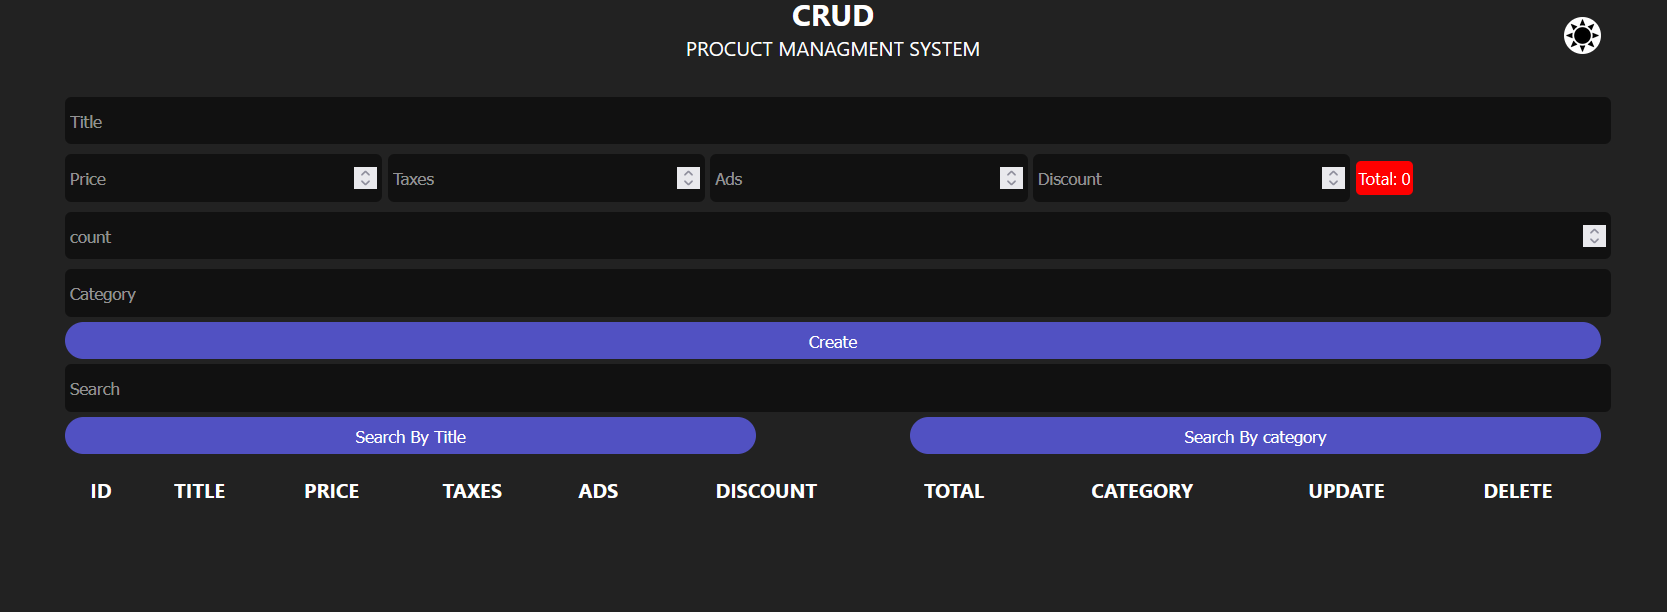 CRUD
PROCUCT MANAGMENT SYSTEM
Title
Price Taxes Ads Discount Total: 0
count
Category
Create
Search
Search By Title Search By category
ID TITLE PRICE TAXES ADS DISCOUNT TOTAL CATEGORY UPDATE DELETE